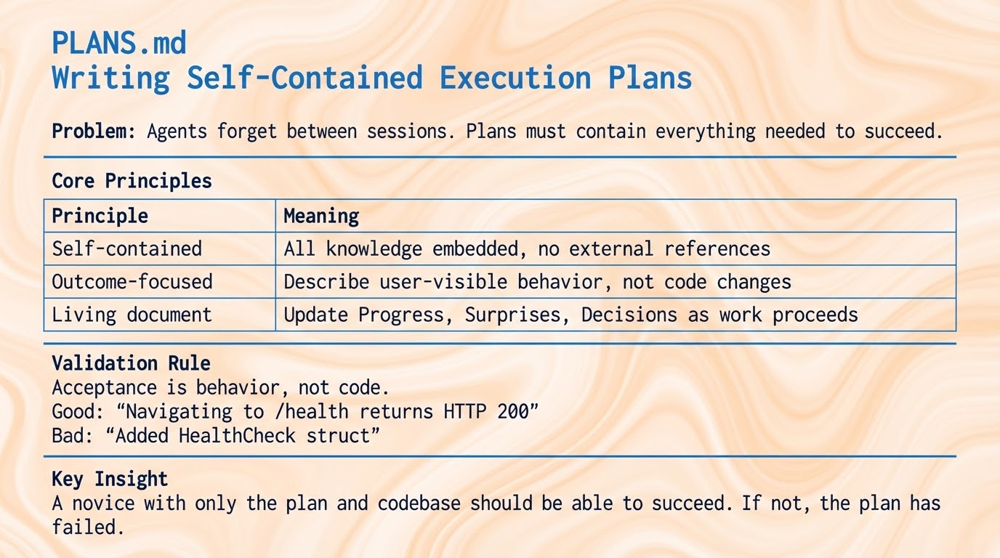 PLANS.md
Writing Self-Contained Execution Plans
Problem: Agents forget between sessions. Plans must contain everything needed to succeed.
Core Principles
Principle Meaning
Self-contained All knowledge embedded, no external references
Outcome-focused Describe user-visible behavior, not code changes
Living document Update Progress, Surprises, Decisions as work proceeds
Validation Rule
Acceptance is behavior, not code.
Good: “Navigating to /health returns HTTP 200”
Bad: “Added HealthCheck struct”
Key Insight
A novice with only the plan and codebase should be able to succeed. If not, the plan has
failed.